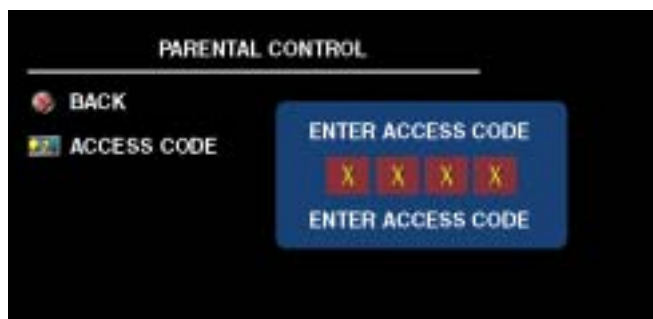 PARENTAL CONTROL
BACK
ACCESS CODE
ENTER ACCESS CODE
X X X X
ENTER ACCESS CODE